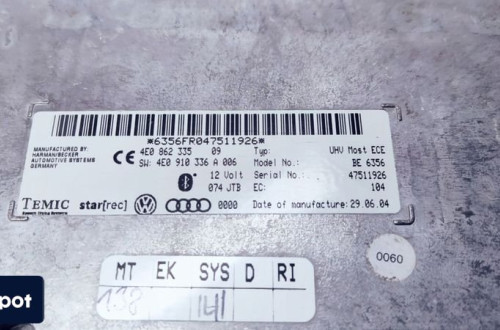 *6356FR047511926*
MANUFACTURED BY:
HARMAN/BECKER
AUTOMOTIVE SYSTEMS
GERMANY
CE 4E0 862 335 09 Typ: UHV Most ECE
SW: 4E0 910 336 A 006 Model No.: BE 6356
12 Volt Serial No.: 47511926
074 JTB EC: 104
TEMIC star[rec] 0000 Date of manufacture: 29.06.04
0060
MT EK SYS D RI
141
pot